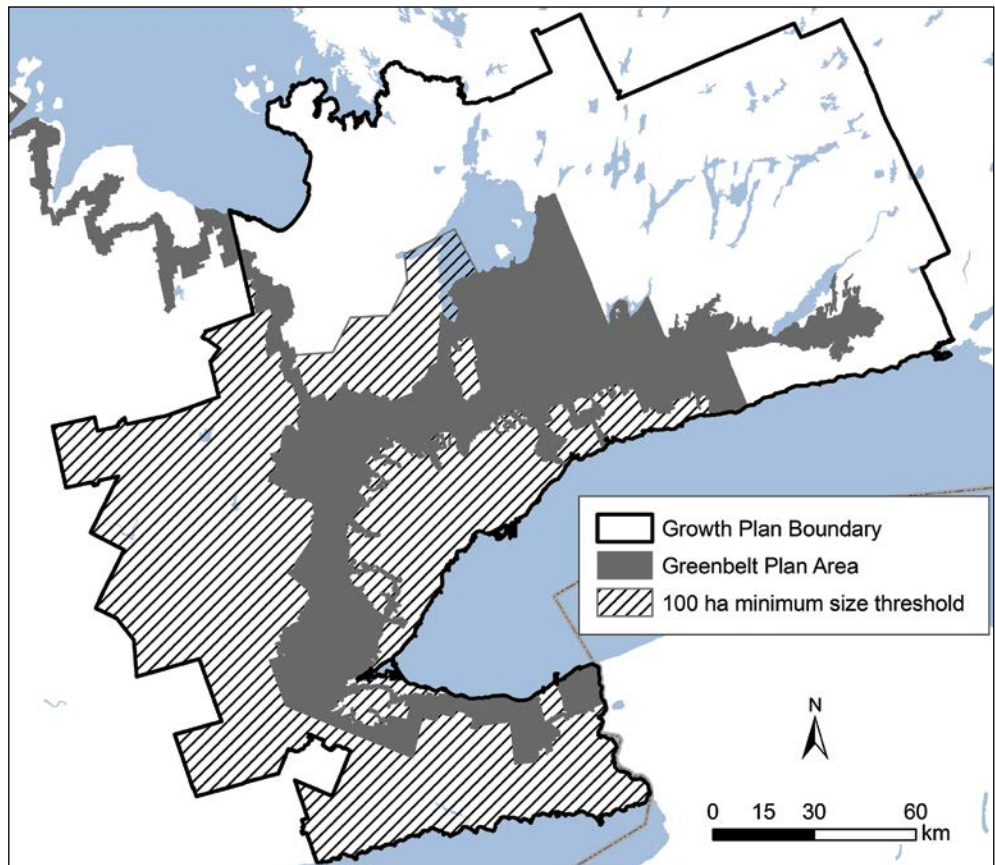 Growth Plan Boundary
Greenbelt Plan Area
100 ha minimum size threshold
N
0 15 30 60
km